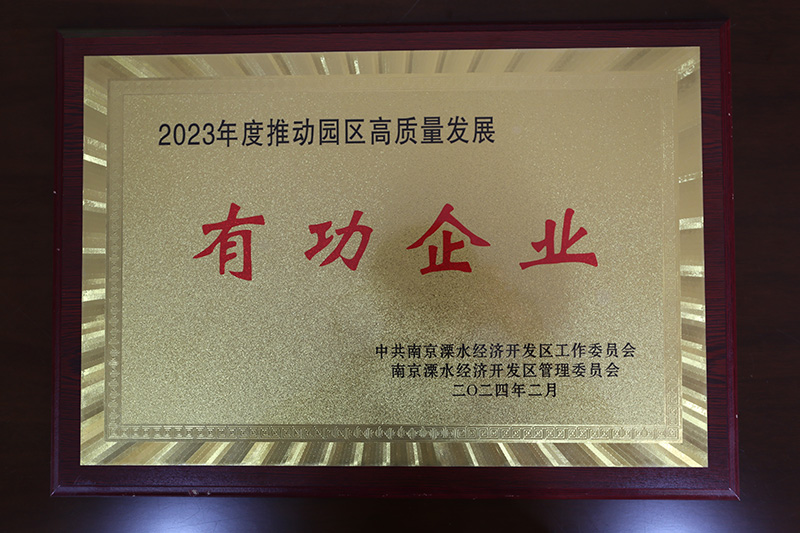 2023年度推动园区高质量发展
有功企业
中共南京溧水经济开发区工作委员会
南京溧水经济开发区管理委员会
二〇二四年二月